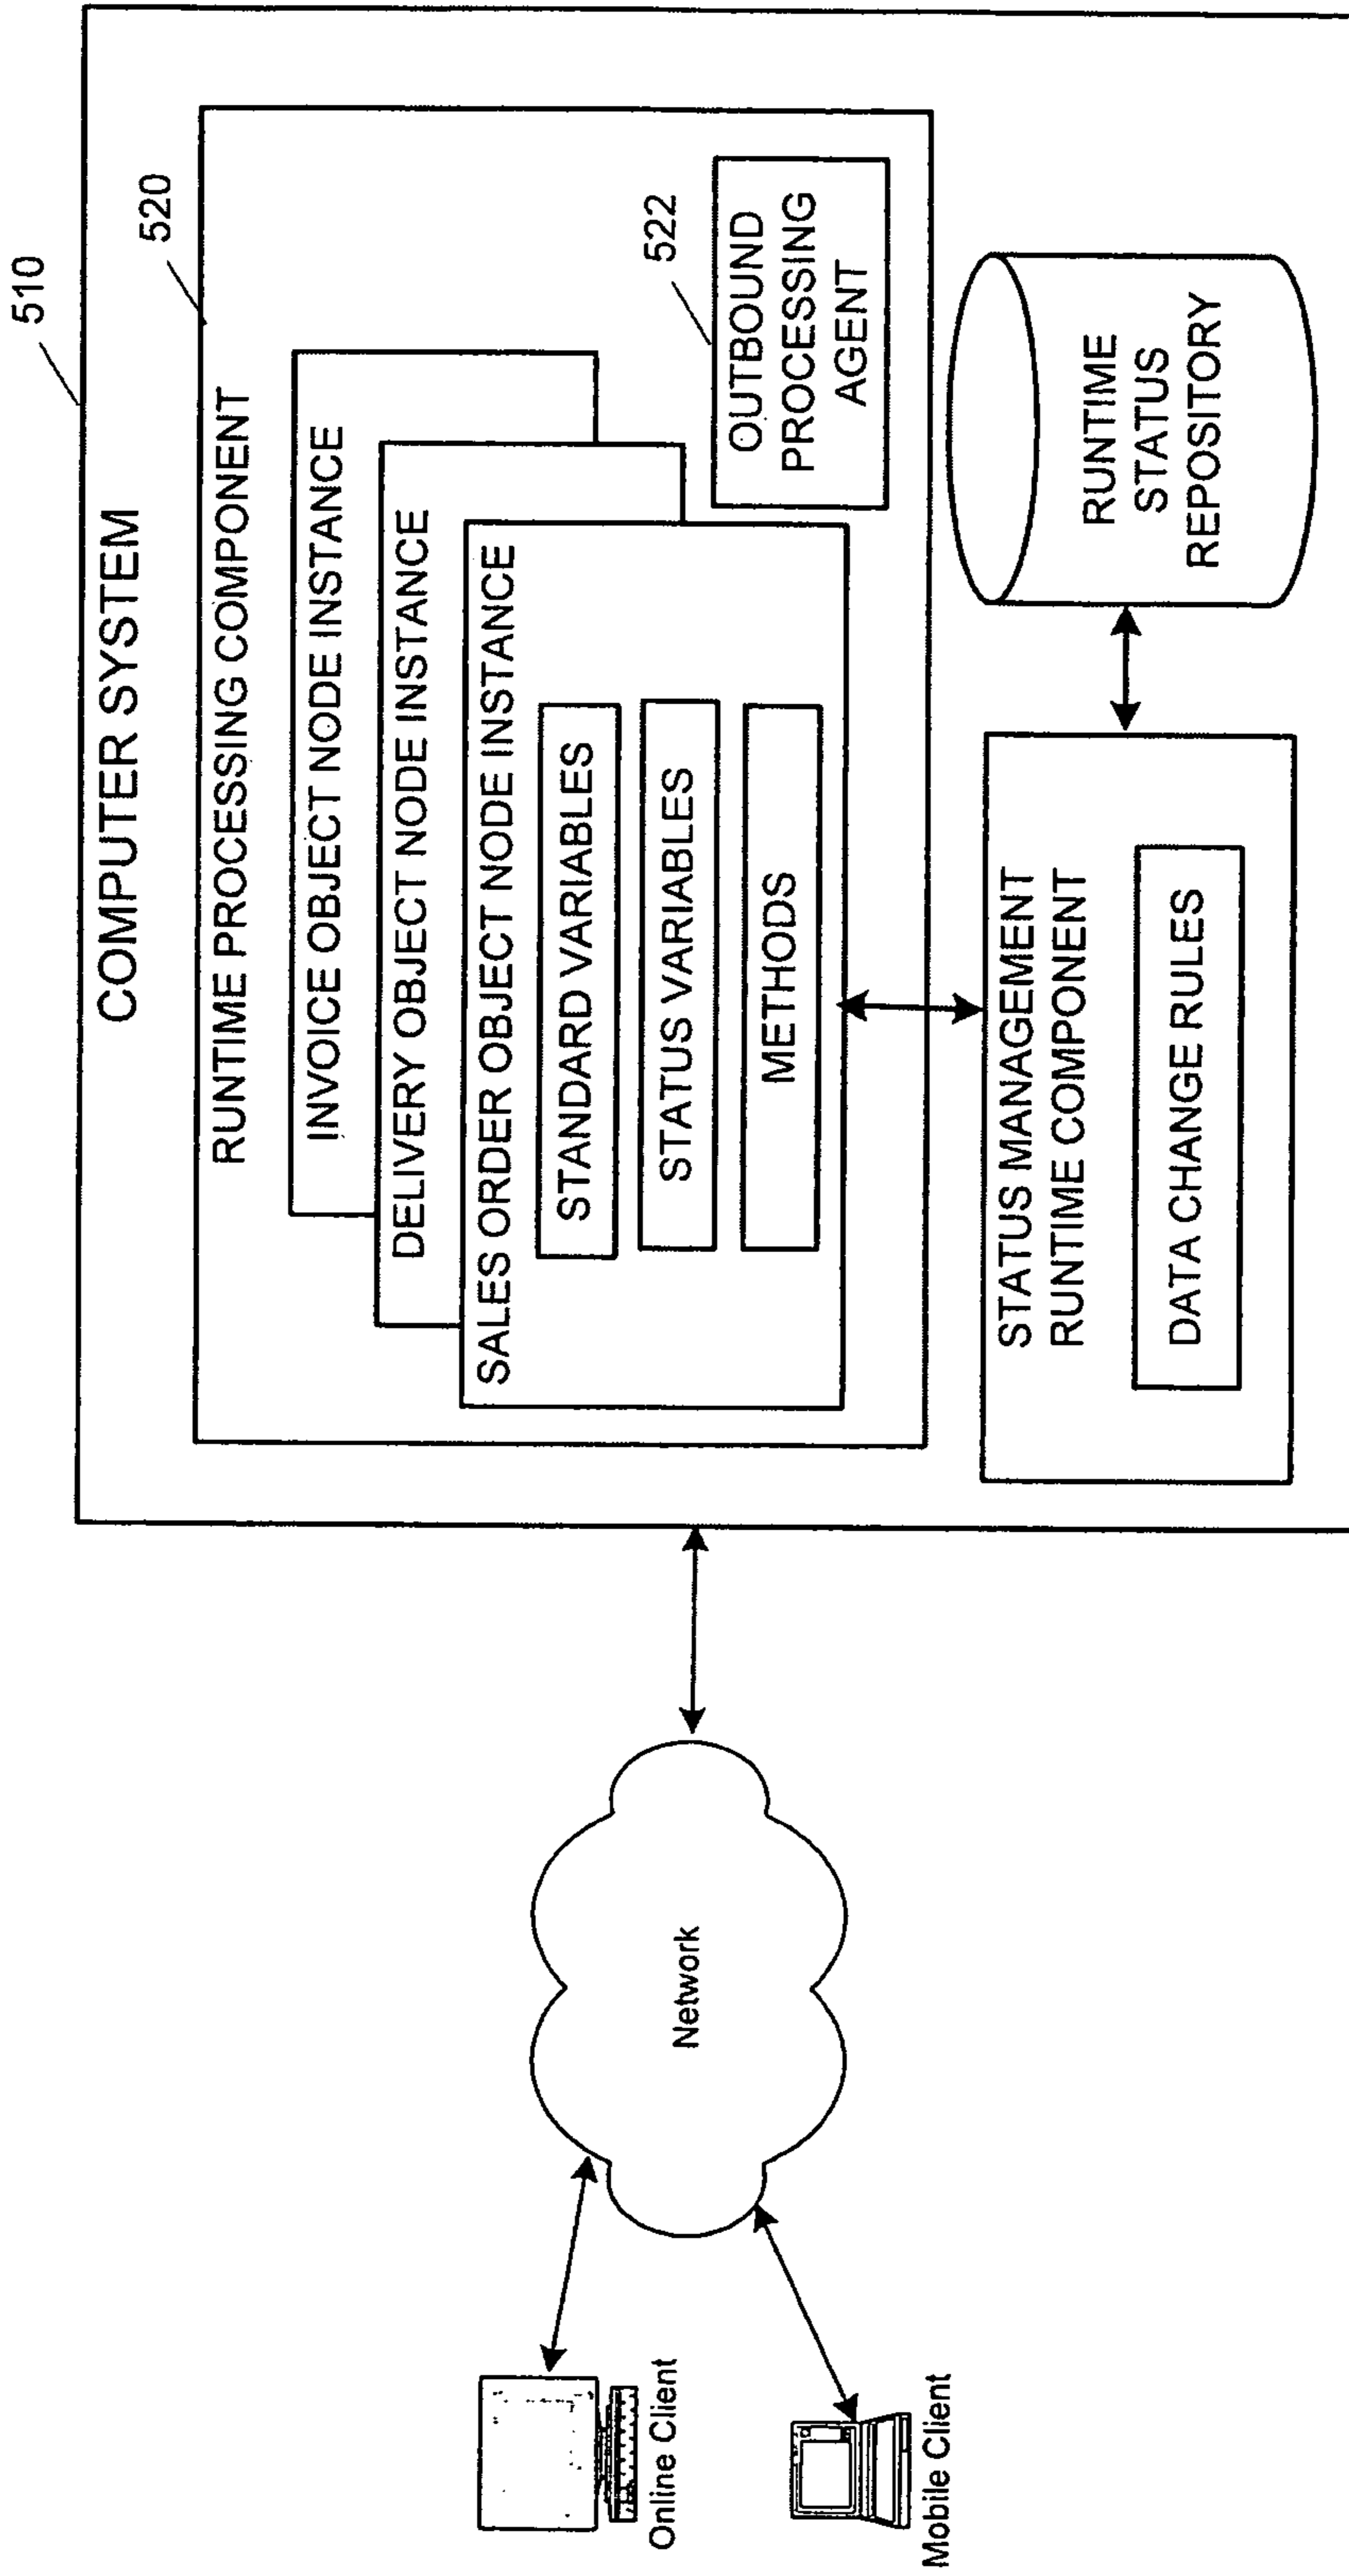 510
COMPUTER SYSTEM
520
RUNTIME PROCESSING COMPONENT
INVOICE OBJECT NODE INSTANCE
DELIVERY OBJECT NODE INSTANCE
SALES ORDER OBJECT NODE INSTANCE
STANDARD VARIABLES
STATUS VARIABLES
METHODS
522
OUTBOUND
PROCESSING
AGENT
STATUS MANAGEMENT
RUNTIME COMPONENT
DATA CHANGE RULES
RUNTIME
STATUS
REPOSITORY
Network
Online Client
Mobile Client